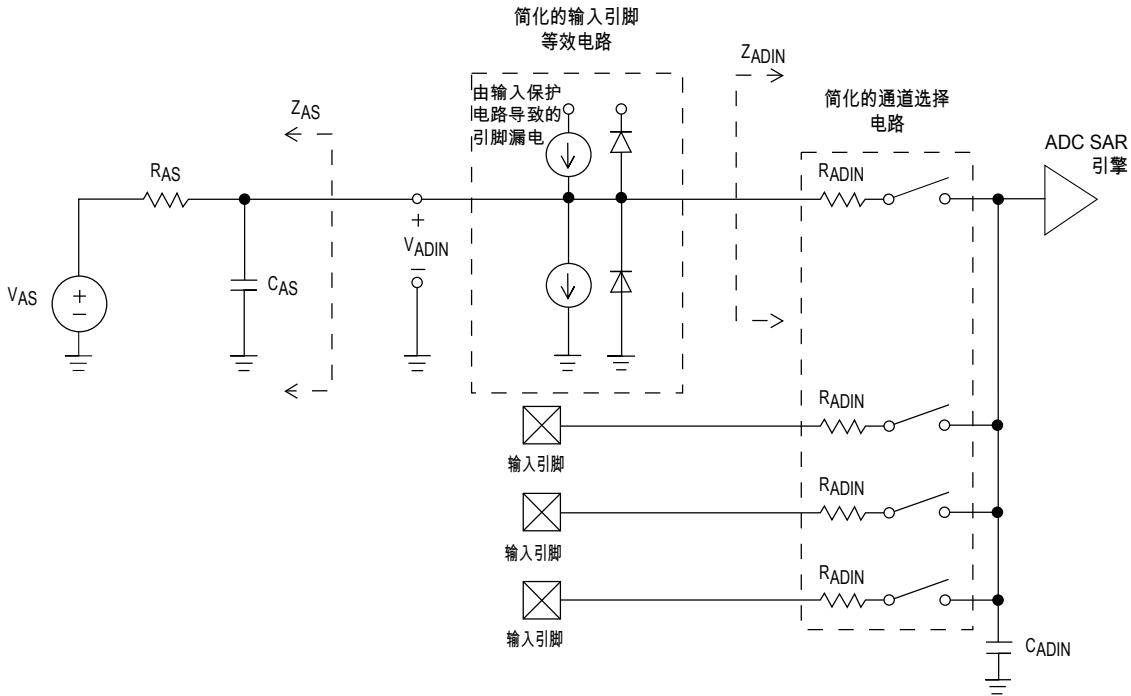 简化的输入引脚
等效电路
Z_ADIN
由输入保护
电路导致的
引脚漏电
简化的通道选择
电路
Z_AS
ADC SAR
引擎
R_AS
R_ADIN
+
V_ADIN
−
C_AS
V_AS
+
−
R_ADIN
输入引脚
R_ADIN
输入引脚
R_ADIN
输入引脚
C_ADIN